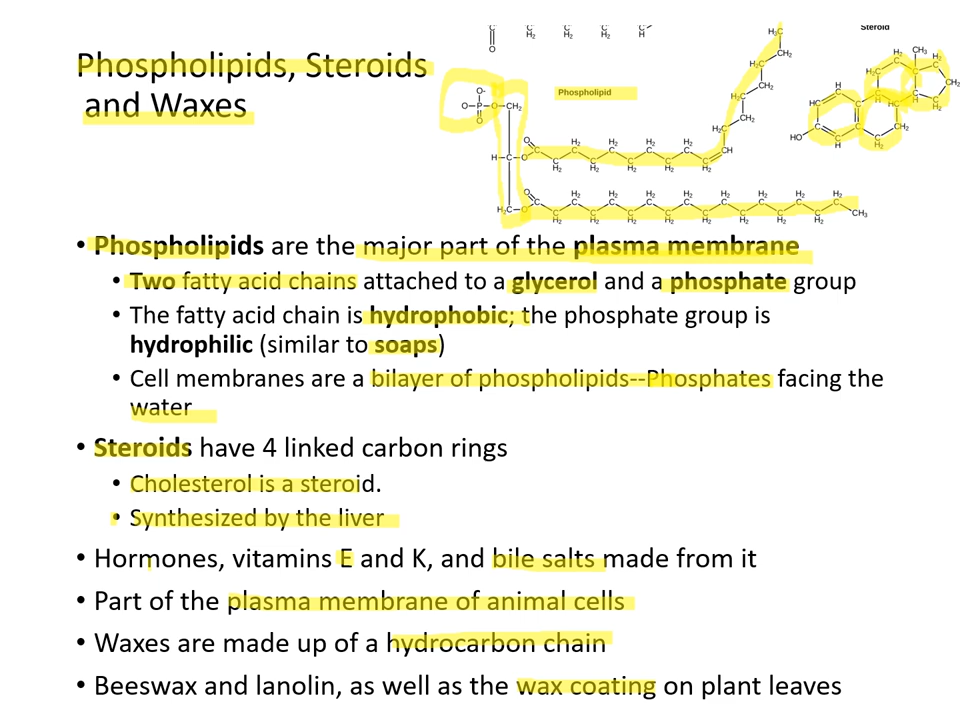 Phospholipids, Steroids
and Waxes
Phospholipid
Steroid
• Phospholipids are the major part of the plasma membrane
• Two fatty acid chains attached to a glycerol and a phosphate group
• The fatty acid chain is hydrophobic; the phosphate group is
hydrophilic (similar to soaps)
• Cell membranes are a bilayer of phospholipids--Phosphates facing the
water
• Steroids have 4 linked carbon rings
• Cholesterol is a steroid.
• Synthesized by the liver
• Hormones, vitamins E and K, and bile salts made from it
• Part of the plasma membrane of animal cells
• Waxes are made up of a hydrocarbon chain
• Beeswax and lanolin, as well as the wax coating on plant leaves